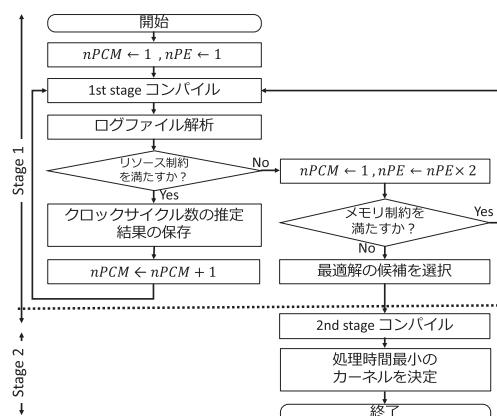 開始
nPCM ← 1 , nPE ← 1
1st stage コンパイル
ログファイル解析
リソース制約
を満たすか？
No
Yes
クロックサイクル数の推定
結果の保存
nPCM ← nPCM + 1
nPCM ← 1, nPE ← nPE × 2
メモリ制約を
満たすか？
Yes
No
最適解の候補を選択
Stage 1
2nd stage コンパイル
処理時間最小の
カーネルを決定
終了
Stage 2